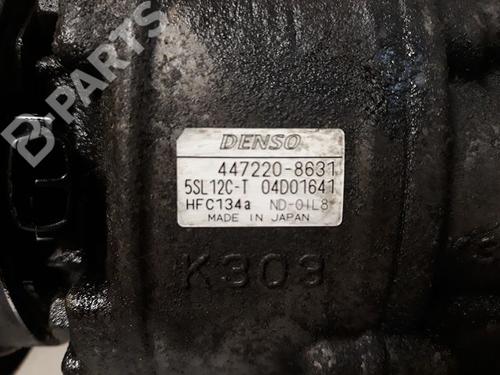 B-PARTS
DENSO
447220-8631
5SL12C-T 04D01641
HFC134a ND-OIL8
MADE IN JAPAN
K303